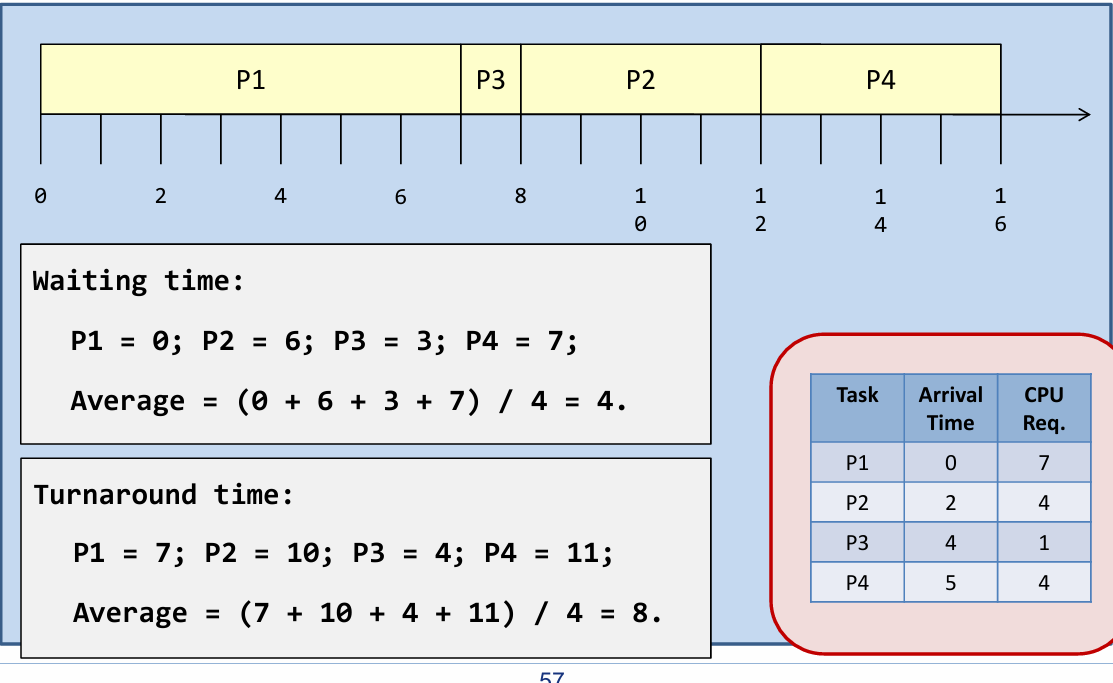 P1 P3 P2 P4
0 2 4 6 8 10 12 14 16
Waiting time:
P1 = 0; P2 = 6; P3 = 3; P4 = 7;
Average = (0 + 6 + 3 + 7) / 4 = 4.
Turnaround time:
P1 = 7; P2 = 10; P3 = 4; P4 = 11;
Average = (7 + 10 + 4 + 11) / 4 = 8.
Task Arrival Time CPU Req.
P1 0 7
P2 2 4
P3 4 1
P4 5 4
57